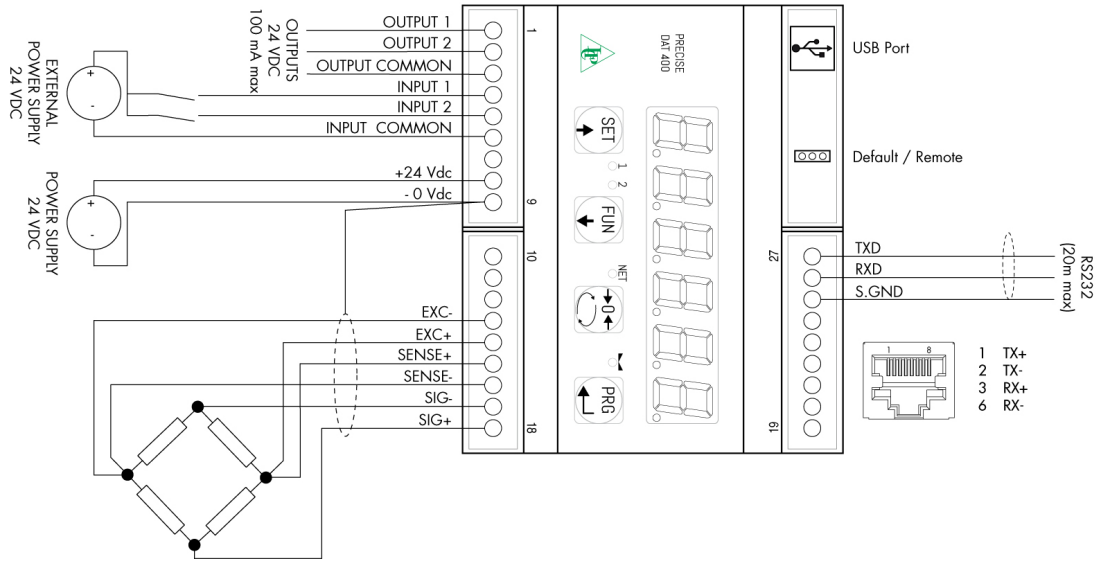 OUTPUT 1
OUTPUT 2
OUTPUT COMMON
INPUT 1
INPUT 2
INPUT COMMON
+24 Vdc
- 0 Vdc
OUTPUTS
24 VDC
100 mA max
EXTERNAL
POWER SUPPLY
24 VDC
+
-
POWER SUPPLY
24 VDC
+
-
EXC-
EXC+
SENSE+
SENSE-
SIG-
SIG+
1
9
10
18
PRECISE
DAT 400
SET
1
2
FUN
NET
0
PRG
USB Port
Default / Remote
27
19
TXD
RXD
S.GND
RS232
(20m max)
1 8
1 TX+
2 TX-
3 RX+
6 RX-